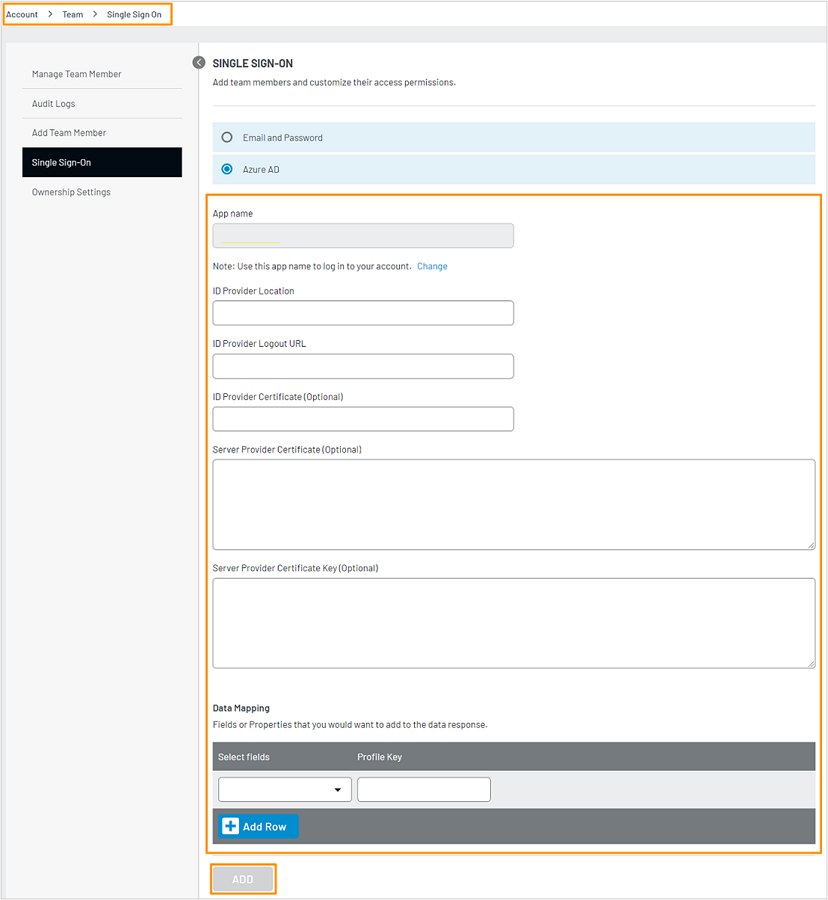 Account > Team > Single Sign On
Manage Team Member
Audit Logs
Add Team Member
Single Sign-On
Ownership Settings
SINGLE SIGN-ON
Add team members and customize their access permissions.
Email and Password
Azure AD
App name
Note: Use this app name to log in to your account. Change
ID Provider Location
ID Provider Logout URL
ID Provider Certificate (Optional)
Server Provider Certificate (Optional)
Server Provider Certificate Key (Optional)
Data Mapping
Fields or Properties that you would want to add to the data response.
Select fields Profile Key
Add Row
ADD